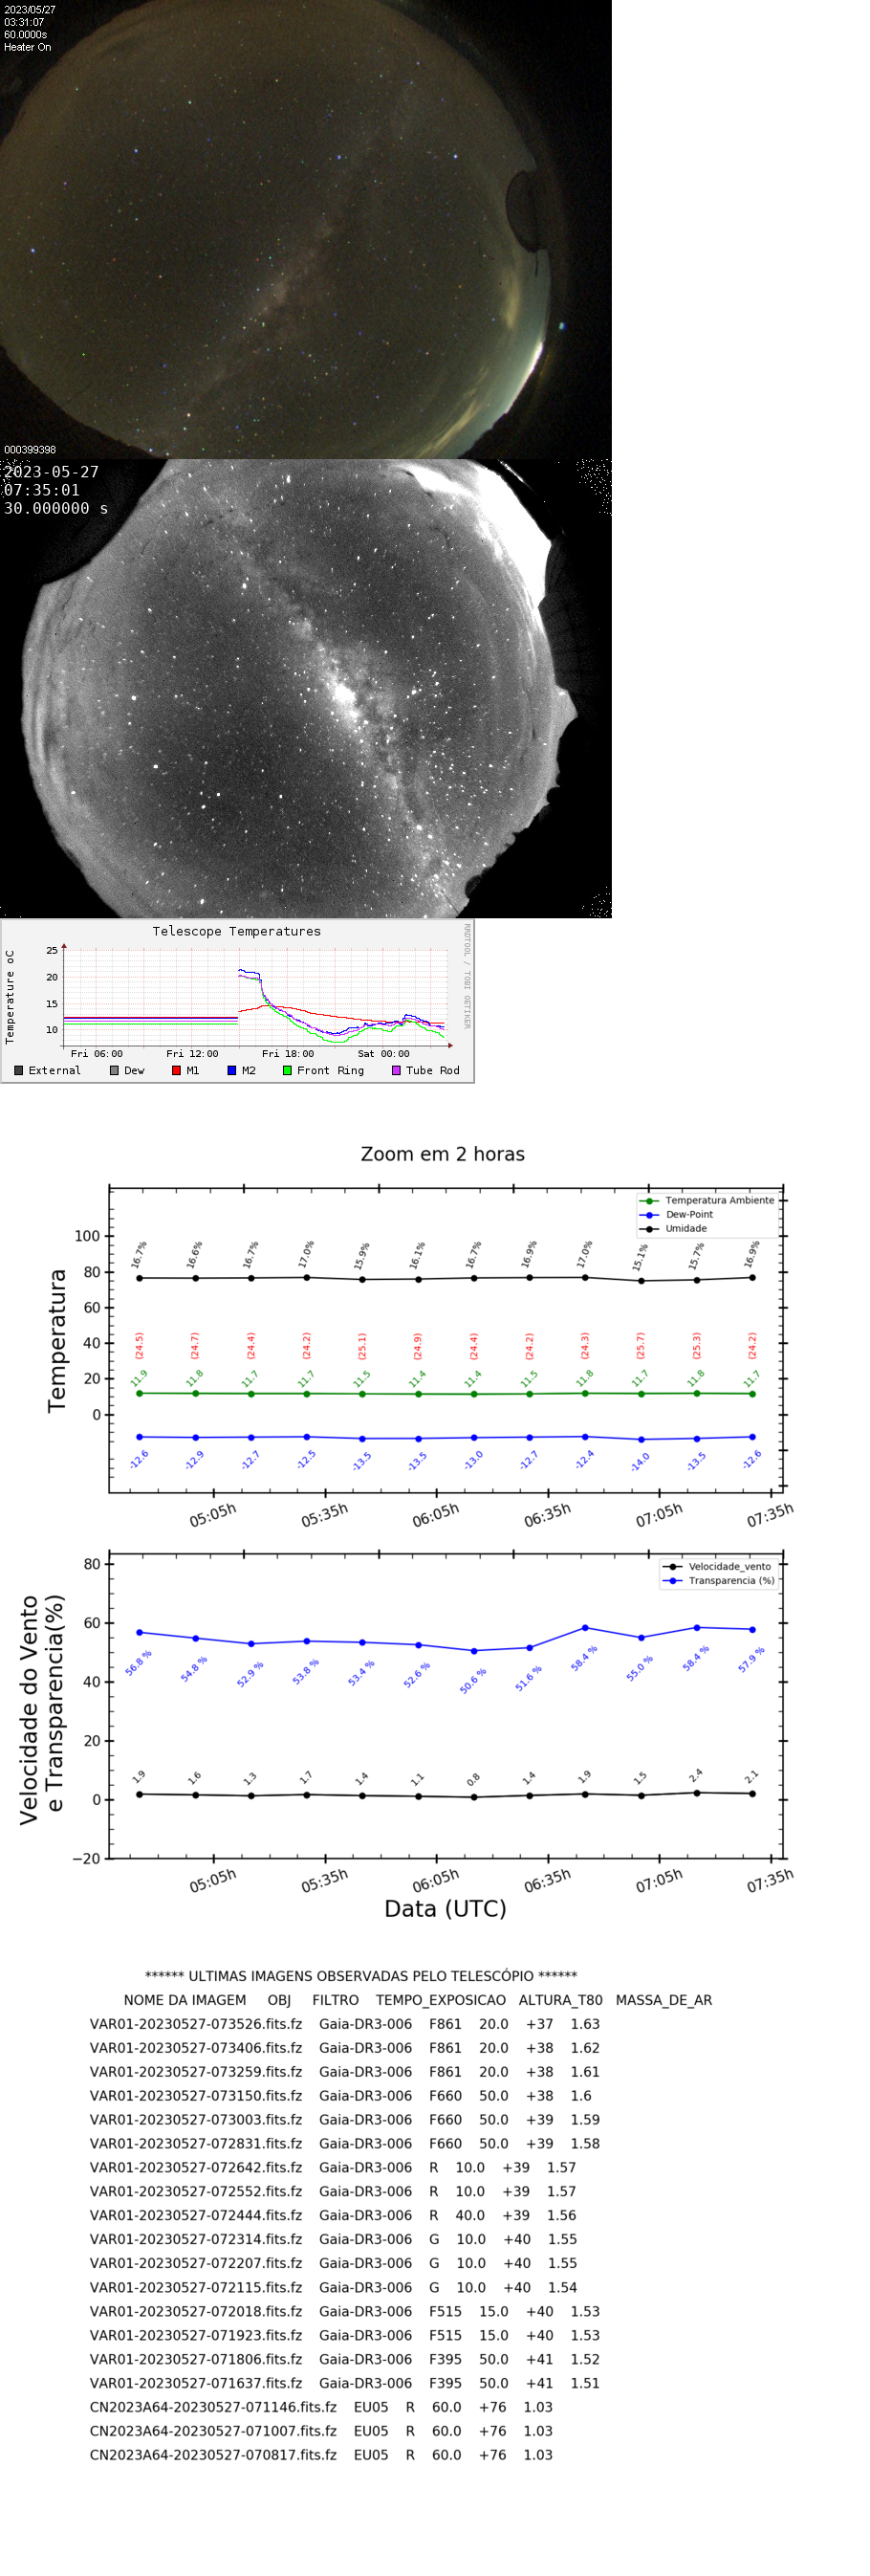 2023/05/27
03:31:07
60.0000s
Heater On
000399398
2023-05-27
07:35:01
30.000000 s
Telescope Temperatures
RRDTOOL / TOBI OETIKER
Temperature oC
25
20
15
10
Fri 06:00 Fri 12:00 Fri 18:00 Sat 00:00
External Dew M1 M2 Front Ring Tube Rod
Zoom em 2 horas
Temperatura Ambiente
Dew-Point
Umidade
Temperatura
100
80
60
40
20
0
16.7% 16.6% 16.7% 17.0% 15.9% 16.1% 16.7% 16.9% 17.0% 15.1% 15.7% 16.9%
(24.5) (24.7) (24.4) (24.2) (25.1) (24.9) (24.4) (24.2) (24.3) (25.7) (25.3) (24.2)
11.9 11.8 11.7 11.7 11.5 11.4 11.4 11.5 11.8 11.7 11.8 11.7
-12.6 -12.9 -12.7 -12.5 -13.5 -13.5 -13.0 -12.7 -12.4 -14.0 -13.5 -12.6
05:05h 05:35h 06:05h 06:35h 07:05h 07:35h
Velocidade_vento
Transparencia (%)
Velocidade do Vento
e Transparencia(%)
80
60
40
20
0
−20
56.8 % 54.8 % 52.9 % 53.8 % 53.4 % 52.6 % 50.6 % 51.6 % 58.4 % 55.0 % 58.4 % 57.9 %
1.9 1.6 1.3 1.7 1.4 1.1 0.8 1.4 1.9 1.5 2.4 2.1
05:05h 05:35h 06:05h 06:35h 07:05h 07:35h
Data (UTC)
****** ULTIMAS IMAGENS OBSERVADAS PELO TELESCÓPIO ******
NOME DA IMAGEM OBJ FILTRO TEMPO_EXPOSICAO ALTURA_T80 MASSA_DE_AR
VAR01-20230527-073526.fits.fz Gaia-DR3-006 F861 20.0 +37 1.63
VAR01-20230527-073406.fits.fz Gaia-DR3-006 F861 20.0 +38 1.62
VAR01-20230527-073259.fits.fz Gaia-DR3-006 F861 20.0 +38 1.61
VAR01-20230527-073150.fits.fz Gaia-DR3-006 F660 50.0 +38 1.6
VAR01-20230527-073003.fits.fz Gaia-DR3-006 F660 50.0 +39 1.59
VAR01-20230527-072831.fits.fz Gaia-DR3-006 F660 50.0 +39 1.58
VAR01-20230527-072642.fits.fz Gaia-DR3-006 R 10.0 +39 1.57
VAR01-20230527-072552.fits.fz Gaia-DR3-006 R 10.0 +39 1.57
VAR01-20230527-072444.fits.fz Gaia-DR3-006 R 40.0 +39 1.56
VAR01-20230527-072314.fits.fz Gaia-DR3-006 G 10.0 +40 1.55
VAR01-20230527-072207.fits.fz Gaia-DR3-006 G 10.0 +40 1.55
VAR01-20230527-072115.fits.fz Gaia-DR3-006 G 10.0 +40 1.54
VAR01-20230527-072018.fits.fz Gaia-DR3-006 F515 15.0 +40 1.53
VAR01-20230527-071923.fits.fz Gaia-DR3-006 F515 15.0 +40 1.53
VAR01-20230527-071806.fits.fz Gaia-DR3-006 F395 50.0 +41 1.52
VAR01-20230527-071637.fits.fz Gaia-DR3-006 F395 50.0 +41 1.51
CN2023A64-20230527-071146.fits.fz EU05 R 60.0 +76 1.03
CN2023A64-20230527-071007.fits.fz EU05 R 60.0 +76 1.03
CN2023A64-20230527-070817.fits.fz EU05 R 60.0 +76 1.03